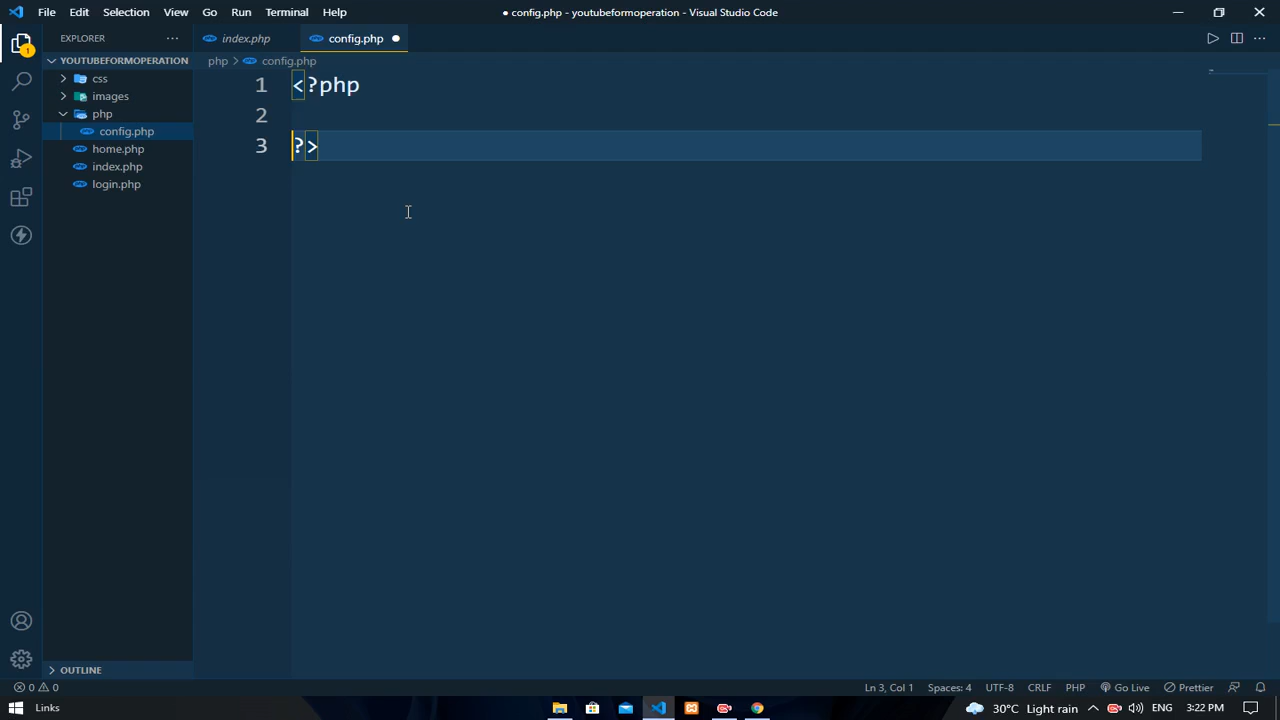 File Edit Selection View Go Run Terminal Help
● config.php - youtubeformoperation - Visual Studio Code
EXPLORER ···
index.php
config.php ●
YOUTUBEFORMOPERATION
php > config.php
css
images
php
config.php
home.php
index.php
login.php
1 <?php
2
3 ?>
1
OUTLINE
0 0
Ln 3, Col 1 Spaces: 4 UTF-8 CRLF PHP Go Live Prettier
Links
30°C Light rain ENG 3:22 PM